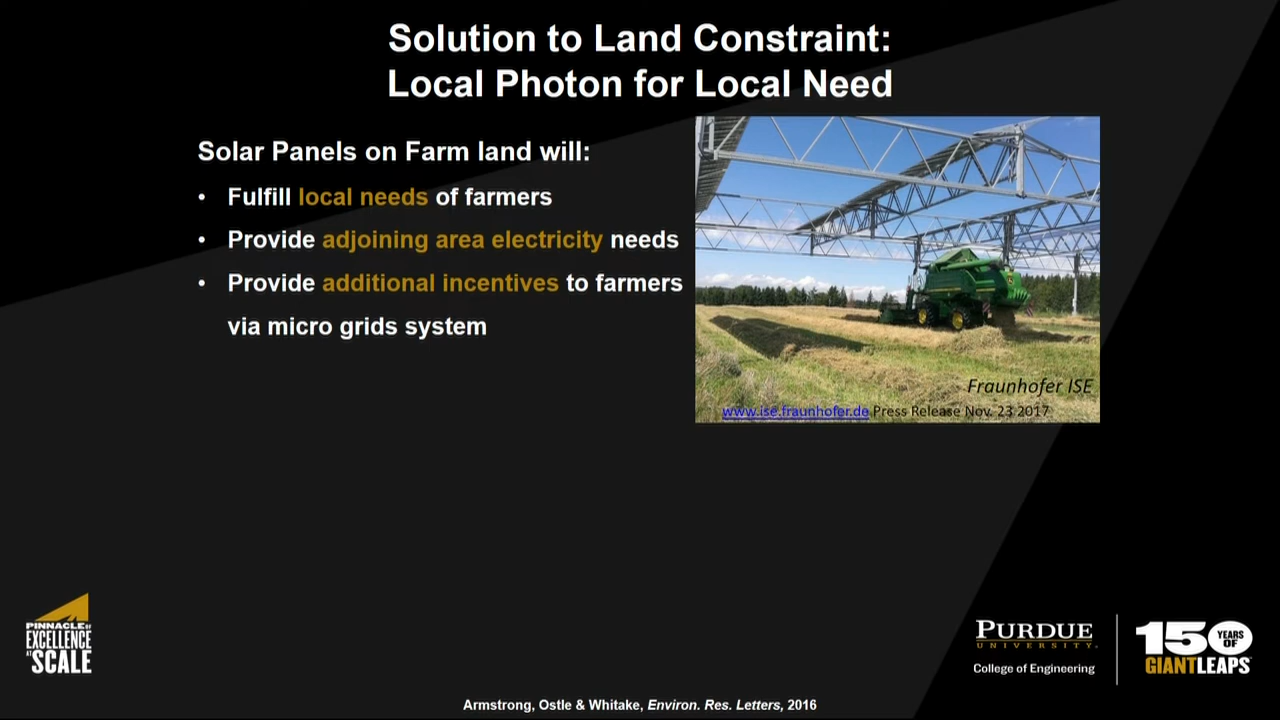 Solution to Land Constraint:
Local Photon for Local Need
Solar Panels on Farm land will:
• Fulfill local needs of farmers
• Provide adjoining area electricity needs
• Provide additional incentives to farmers
via micro grids system
Fraunhofer ISE
www.ise.fraunhofer.de Press Release Nov. 23 2017
PINNACLE OF
EXCELLENCE
AT SCALE
PURDUE
UNIVERSITY
College of Engineering
150 YEARS OF
GIANT LEAPS
Armstrong, Ostle & Whitake, Environ. Res. Letters, 2016